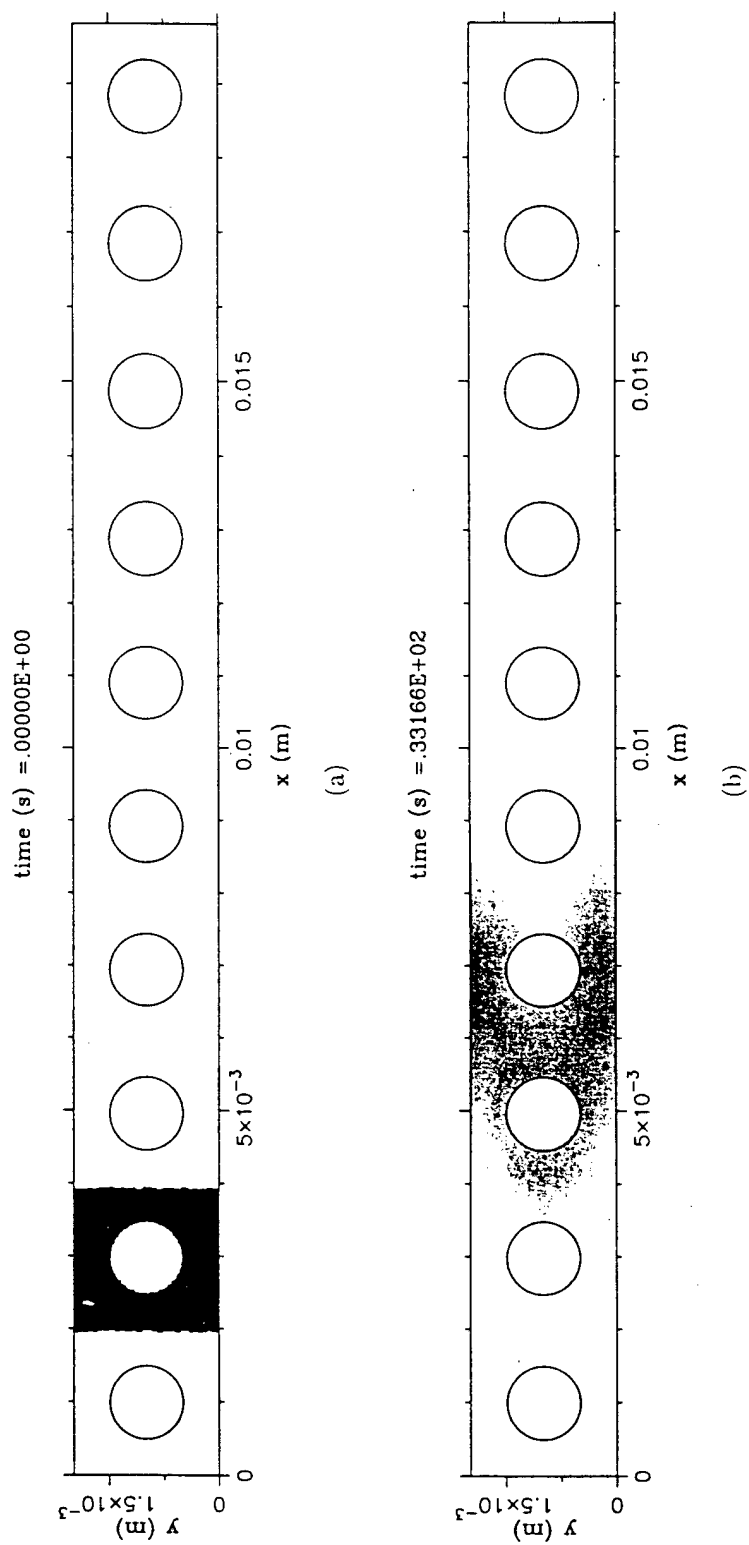 time (s) =.00000E+00
y (m)
1.5×10⁻³
0
0
5×10⁻³
0.01
0.015
x (m)
(a)
time (s) =.33166E+02
y (m)
1.5×10⁻³
0
0
5×10⁻³
0.01
0.015
x (m)
(b)